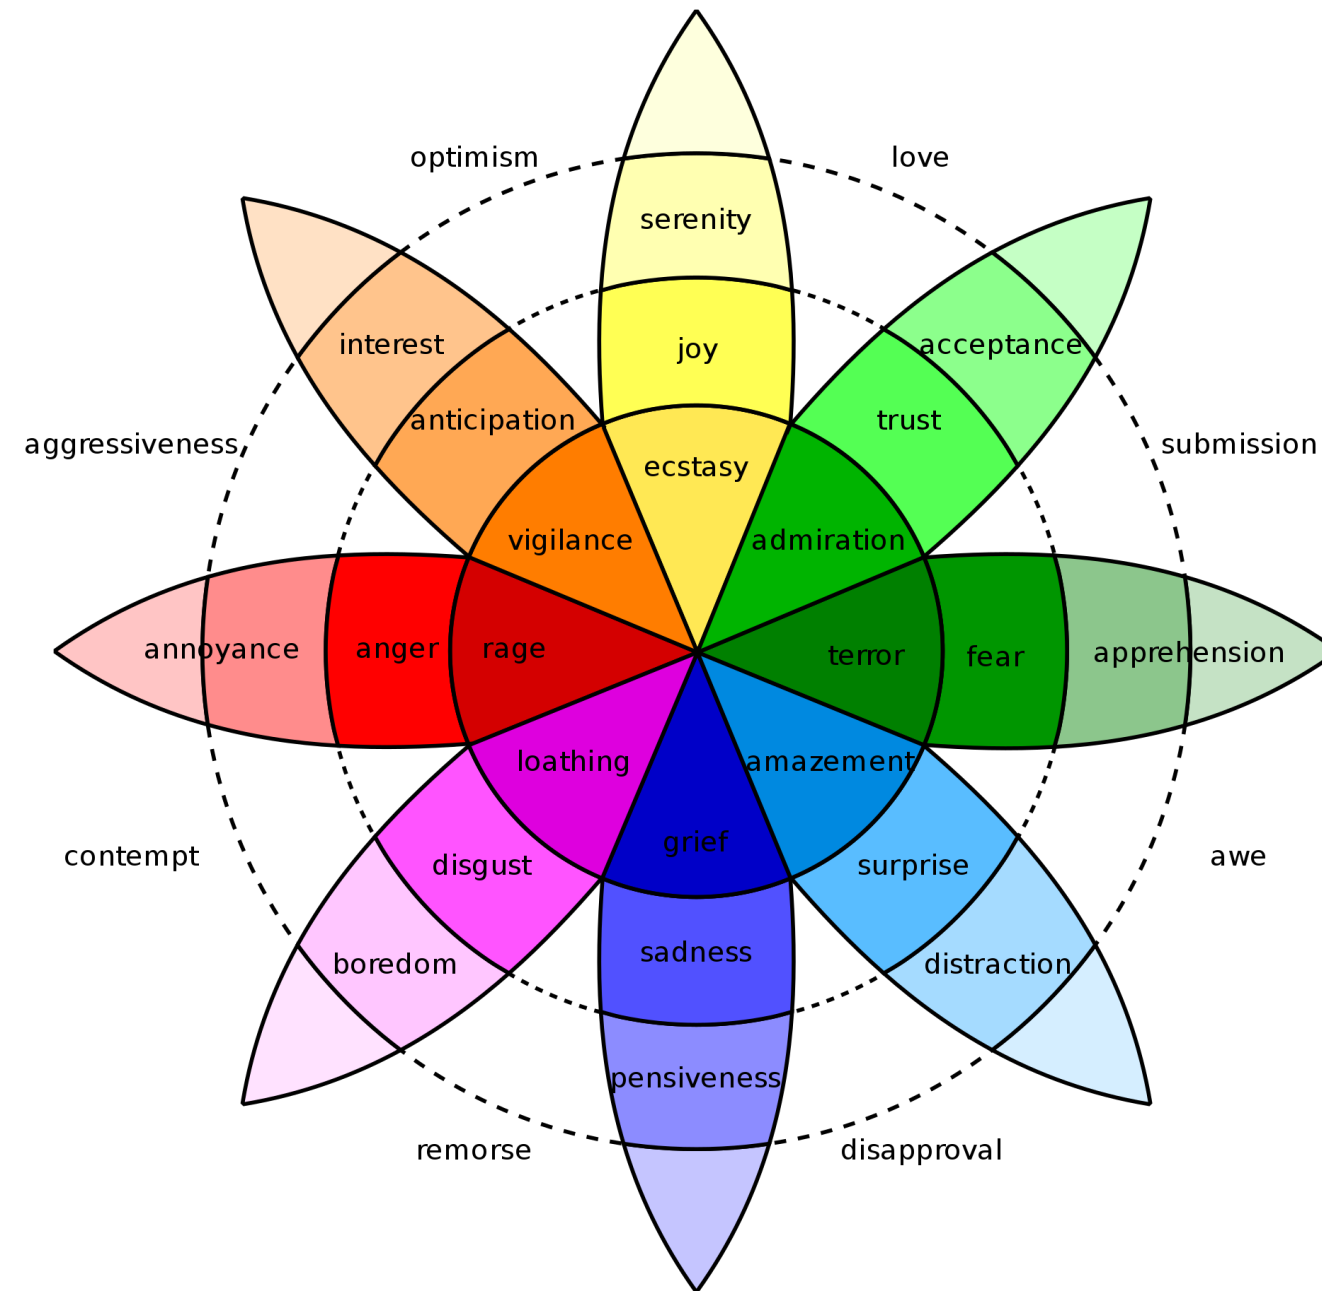 optimism
love
serenity
interest
joy
acceptance
anticipation
trust
aggressiveness
ecstasy
submission
vigilance
admiration
annoyance
anger
rage
terror
fear
apprehension
loathing
amazement
contempt
grief
awe
disgust
surprise
boredom
sadness
distraction
pensiveness
remorse
disapproval